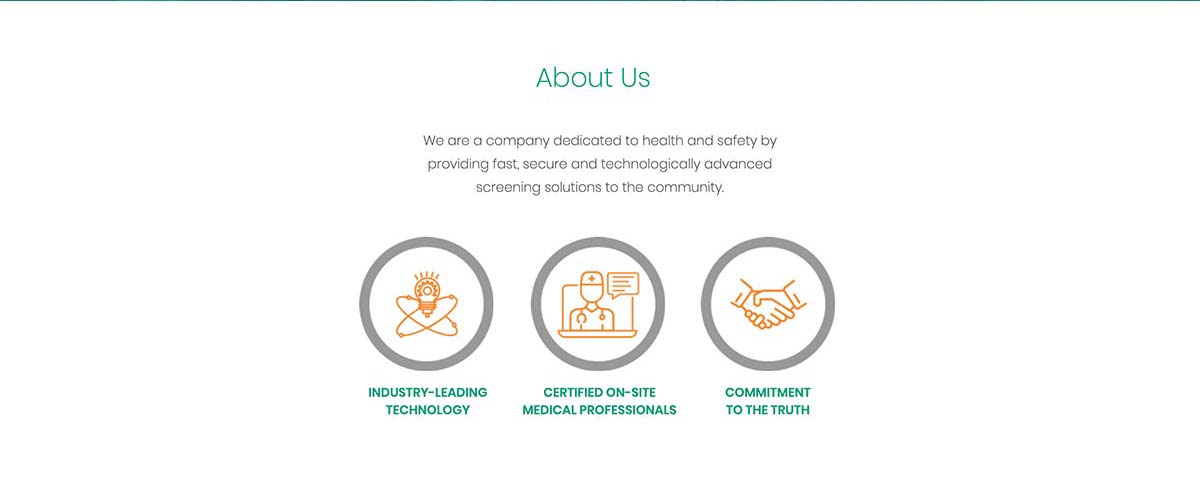 About Us
We are a company dedicated to health and safety by
providing fast, secure and technologically advanced
screening solutions to the community.
INDUSTRY-LEADING
TECHNOLOGY
CERTIFIED ON-SITE
MEDICAL PROFESSIONALS
COMMITMENT
TO THE TRUTH